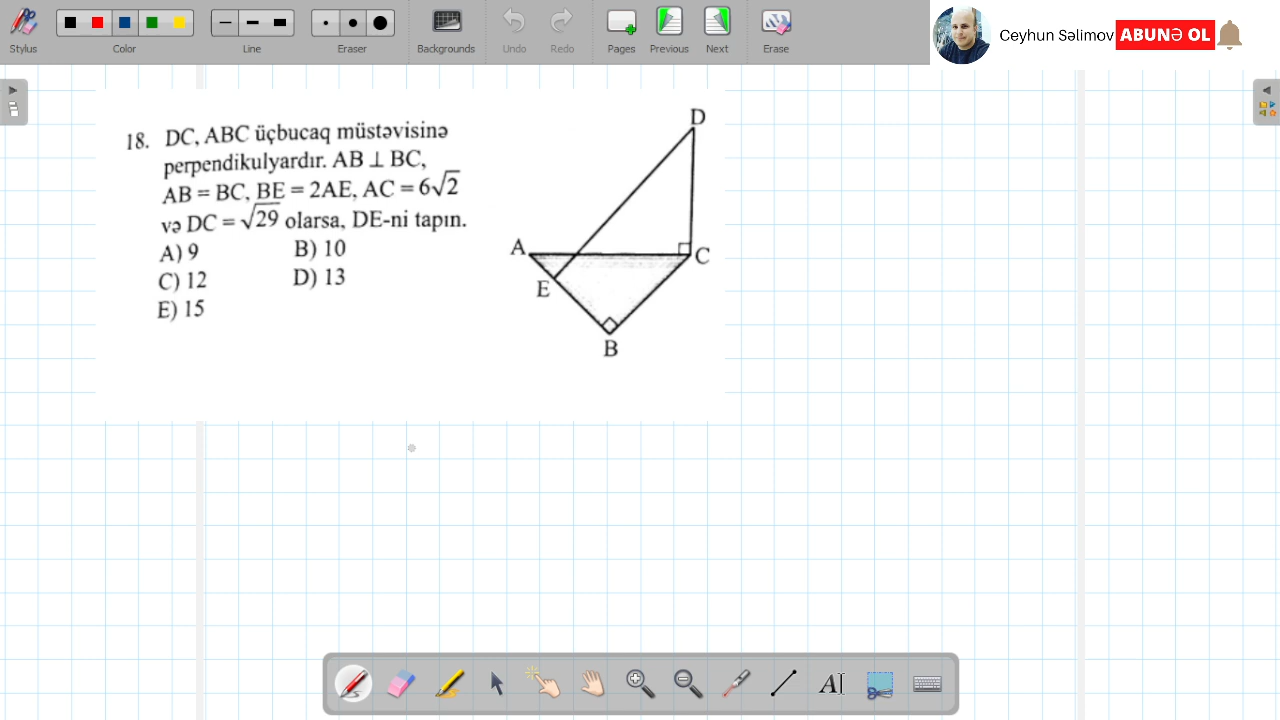 Stylus Color Line Eraser Backgrounds Undo Redo Pages Previous Next Erase
Ceyhun Səlimov ABUNƏ OL
18. DC, ABC üçbucaq müstəvisinə
perpendikulyardır. AB ⊥ BC,
AB = BC, BE = 2AE, AC = 6√2
və DC = √29 olarsa, DE-ni tapın.
A) 9 B) 10
C) 12 D) 13
E) 15
D
A
C
E
B